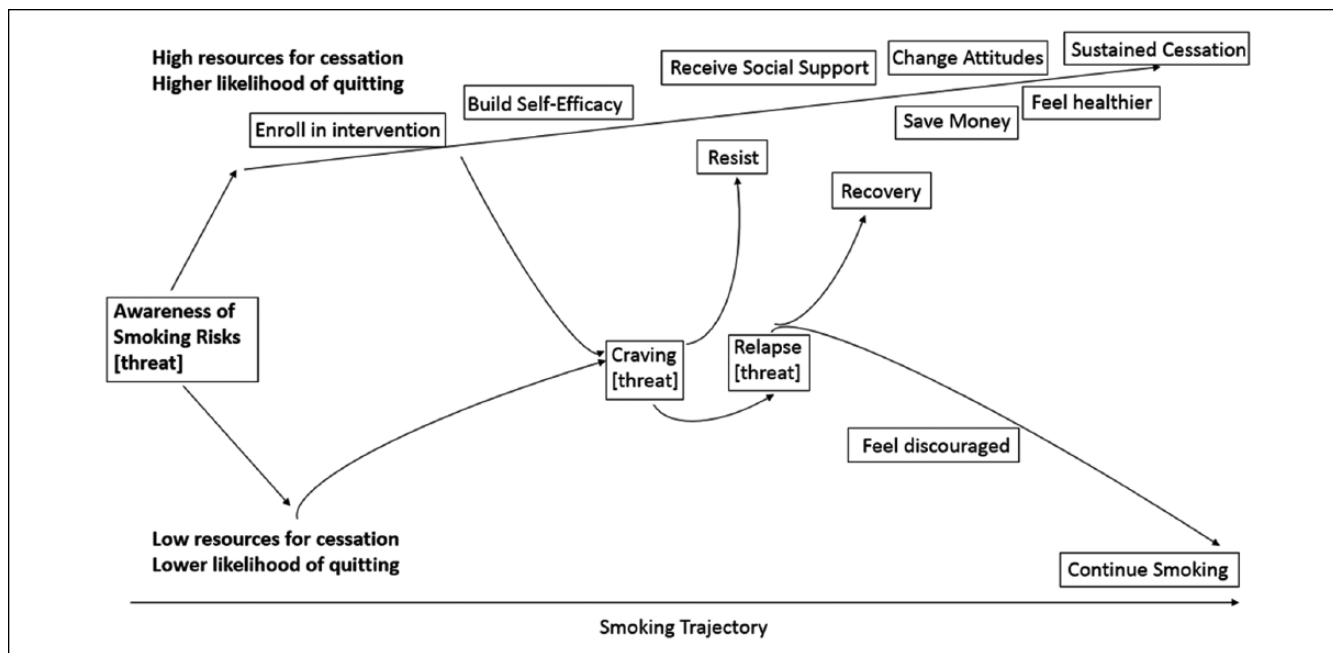 High resources for cessation
Higher likelihood of quitting
Enroll in intervention
Build Self-Efficacy
Receive Social Support
Change Attitudes
Sustained Cessation
Feel healthier
Save Money
Resist
Recovery
Awareness of
Smoking Risks
[threat]
Craving
[threat]
Relapse
[threat]
Feel discouraged
Low resources for cessation
Lower likelihood of quitting
Continue Smoking
Smoking Trajectory